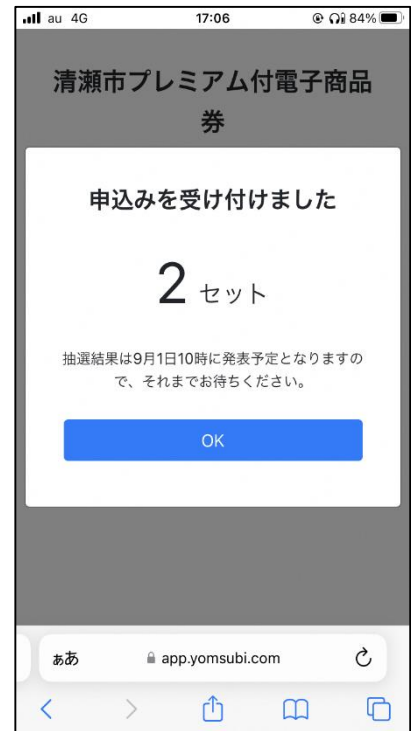 au 4G 17:06 84%
清瀬市プレミアム付電子商品
券
申込みを受け付けました
2 セット
抽選結果は9月1日10時に発表予定となりますの
で、それまでお待ちください。
OK
ぁあ app.yomsubi.com